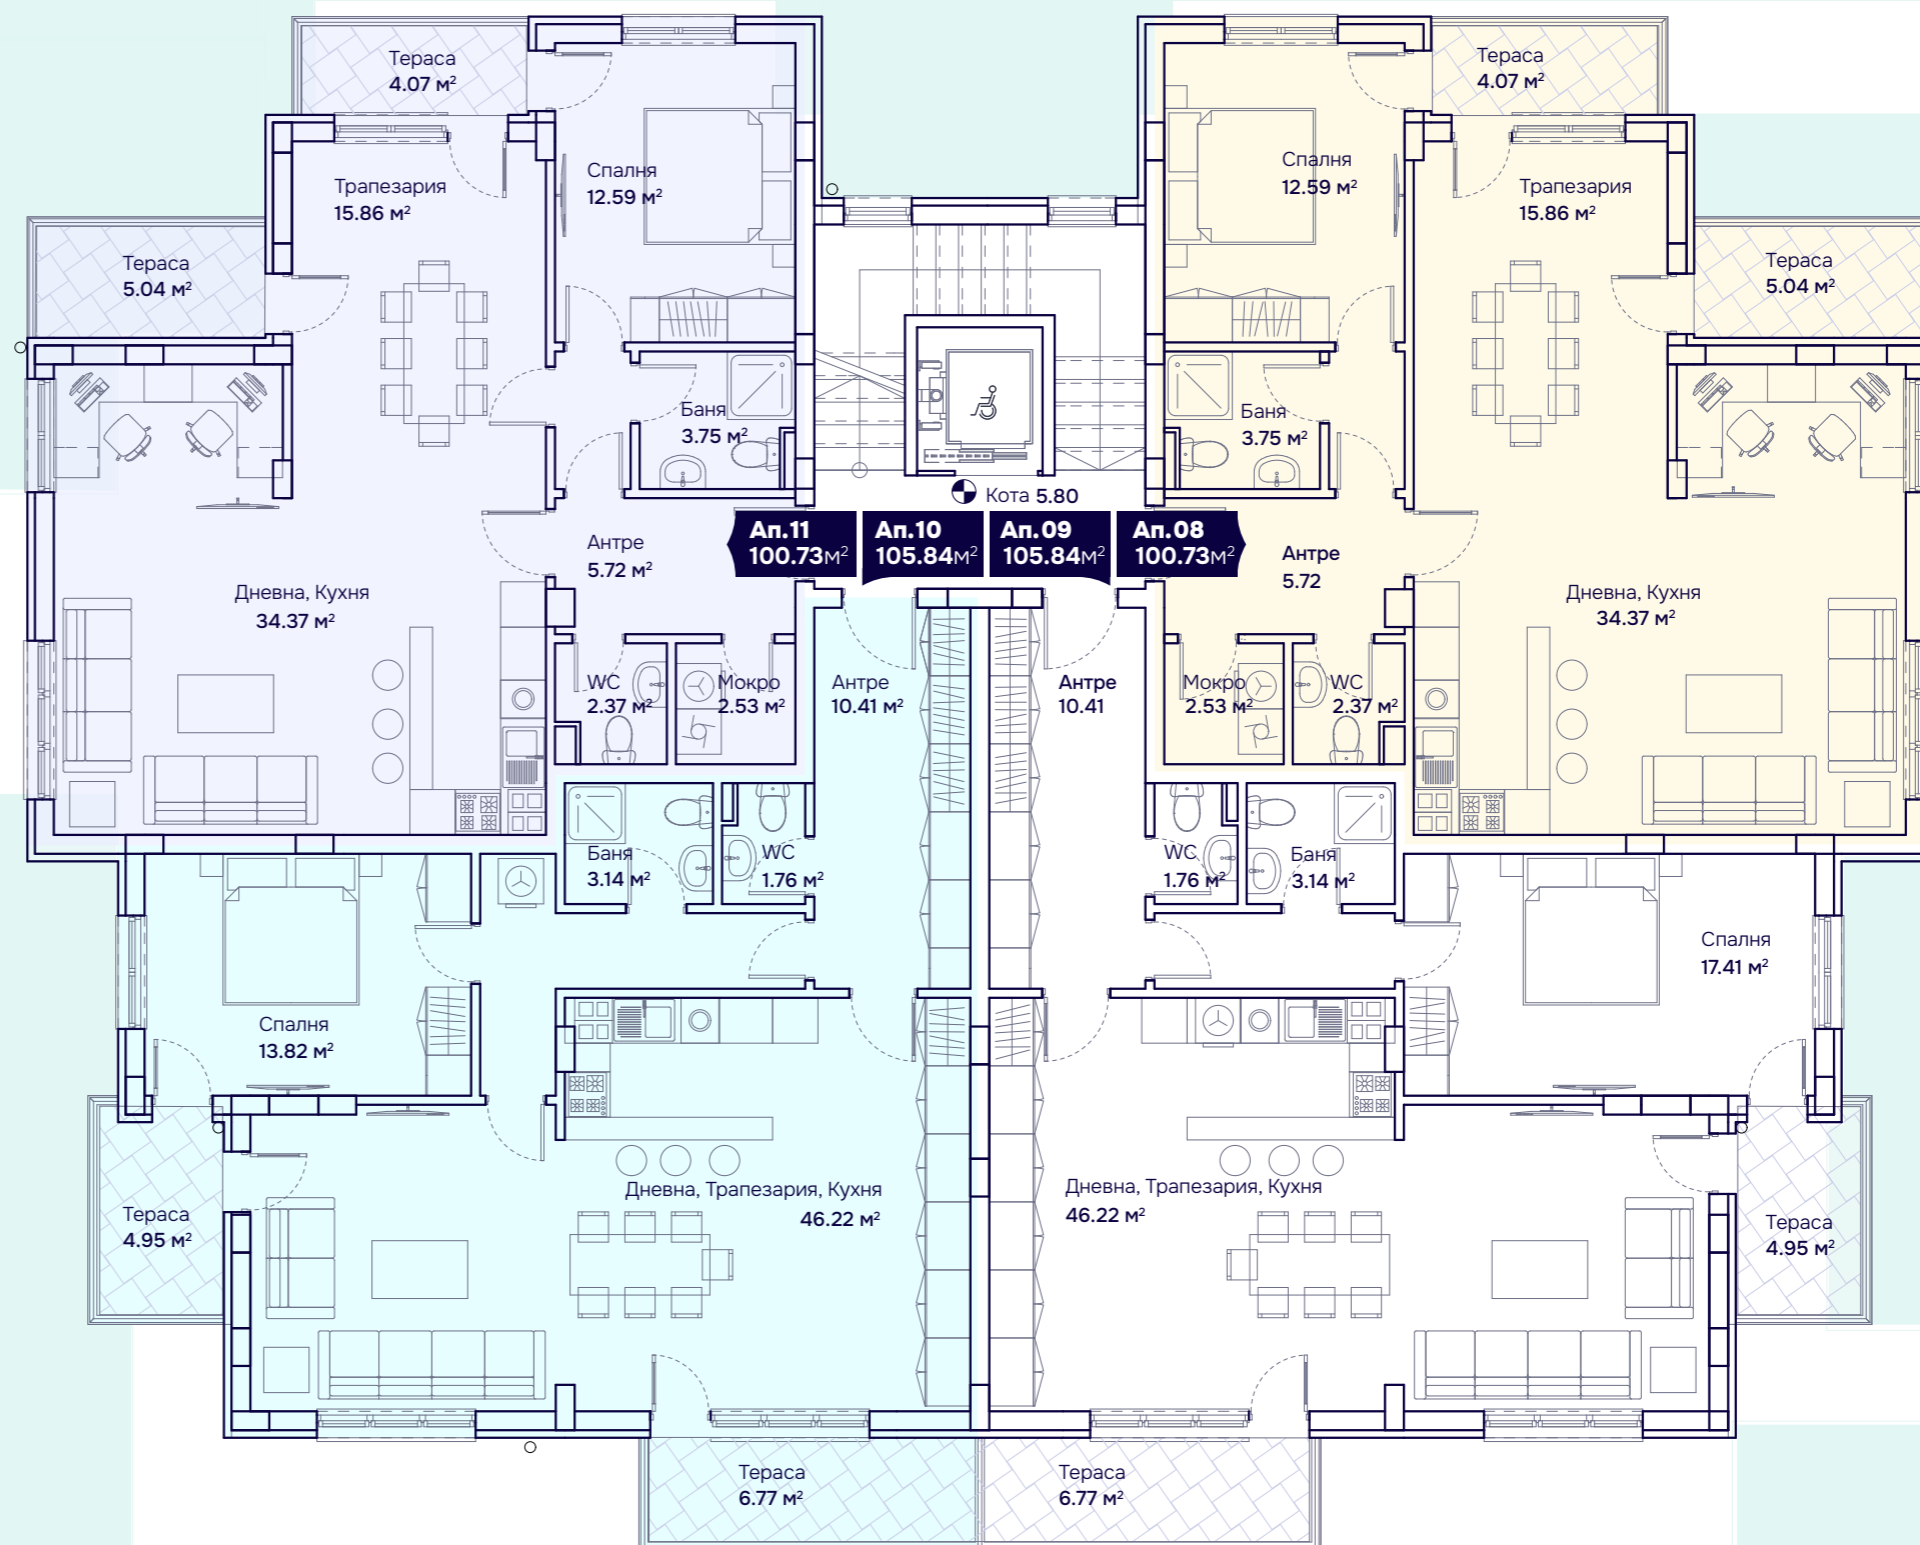 Тераса
4.07 м²
Спалня
12.59 м²
Трапезария
15.86 м²
Тераса
5.04 м²
Баня
3.75 м²
Антре
5.72 м²
Дневна, Кухня
34.37 м²
WC
2.37 м²
Мокро
2.53 м²
Тераса
4.07 м²
Спалня
12.59 м²
Трапезария
15.86 м²
Тераса
5.04 м²
Баня
3.75 м²
Кота 5.80
Ап.11
100.73м²
Ап.10
105.84м²
Ап.09
105.84м²
Ап.08
100.73м²
Антре
5.72
Дневна, Кухня
34.37 м²
Мокро
2.53 м²
WC
2.37 м²
Антре
10.41 м²
Антре
10.41
Баня
3.14 м²
WC
1.76 м²
WC
1.76 м²
Баня
3.14 м²
Спалня
13.82 м²
Спалня
17.41 м²
Тераса
4.95 м²
Дневна, Трапезария, Кухня
46.22 м²
Дневна, Трапезария, Кухня
46.22 м²
Тераса
4.95 м²
Тераса
6.77 м²
Тераса
6.77 м²